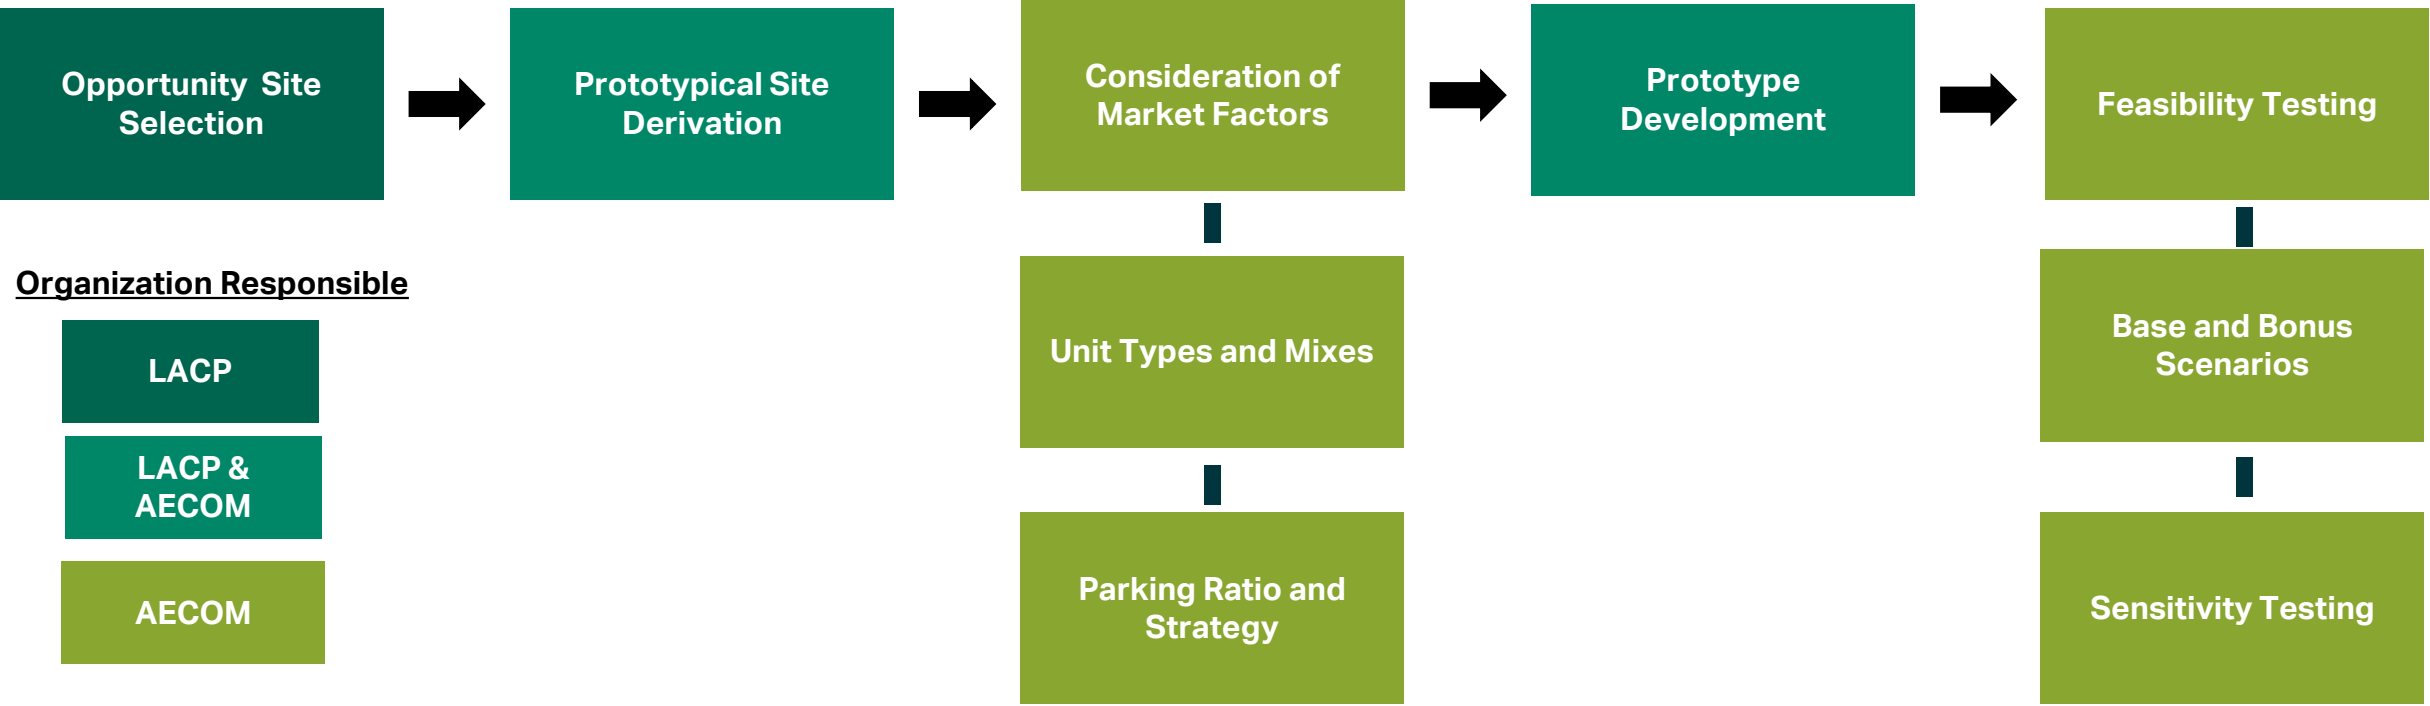 Opportunity Site
Selection
Prototypical Site
Derivation
Consideration of
Market Factors
Prototype
Development
Feasibility Testing
Organization Responsible
LACP
LACP &
AECOM
AECOM
Unit Types and Mixes
Parking Ratio and
Strategy
Base and Bonus
Scenarios
Sensitivity Testing